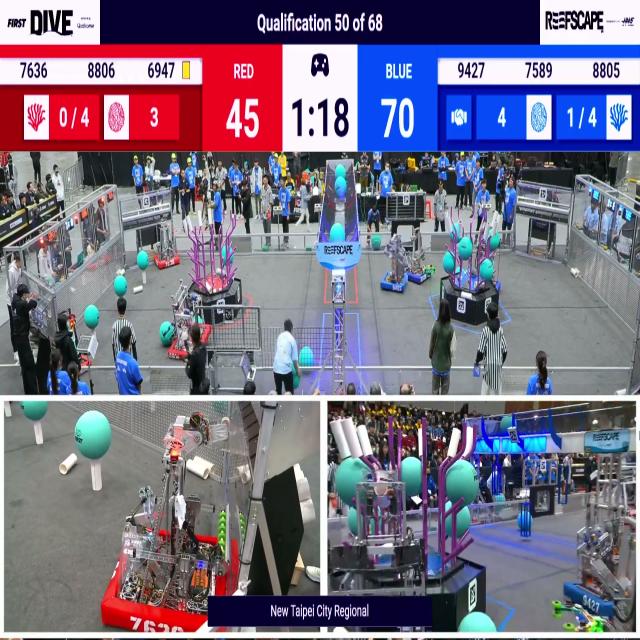 FIRST DIVE
Qualification 50 of 68
REEFSCAPE
7636 8806 6947
RED
BLUE
9427 7589 8805
0 / 4
3
45
1:18
70
4
1 / 4
REEFSCAPE
REEFSCAPE
9427
New Taipei City Regional